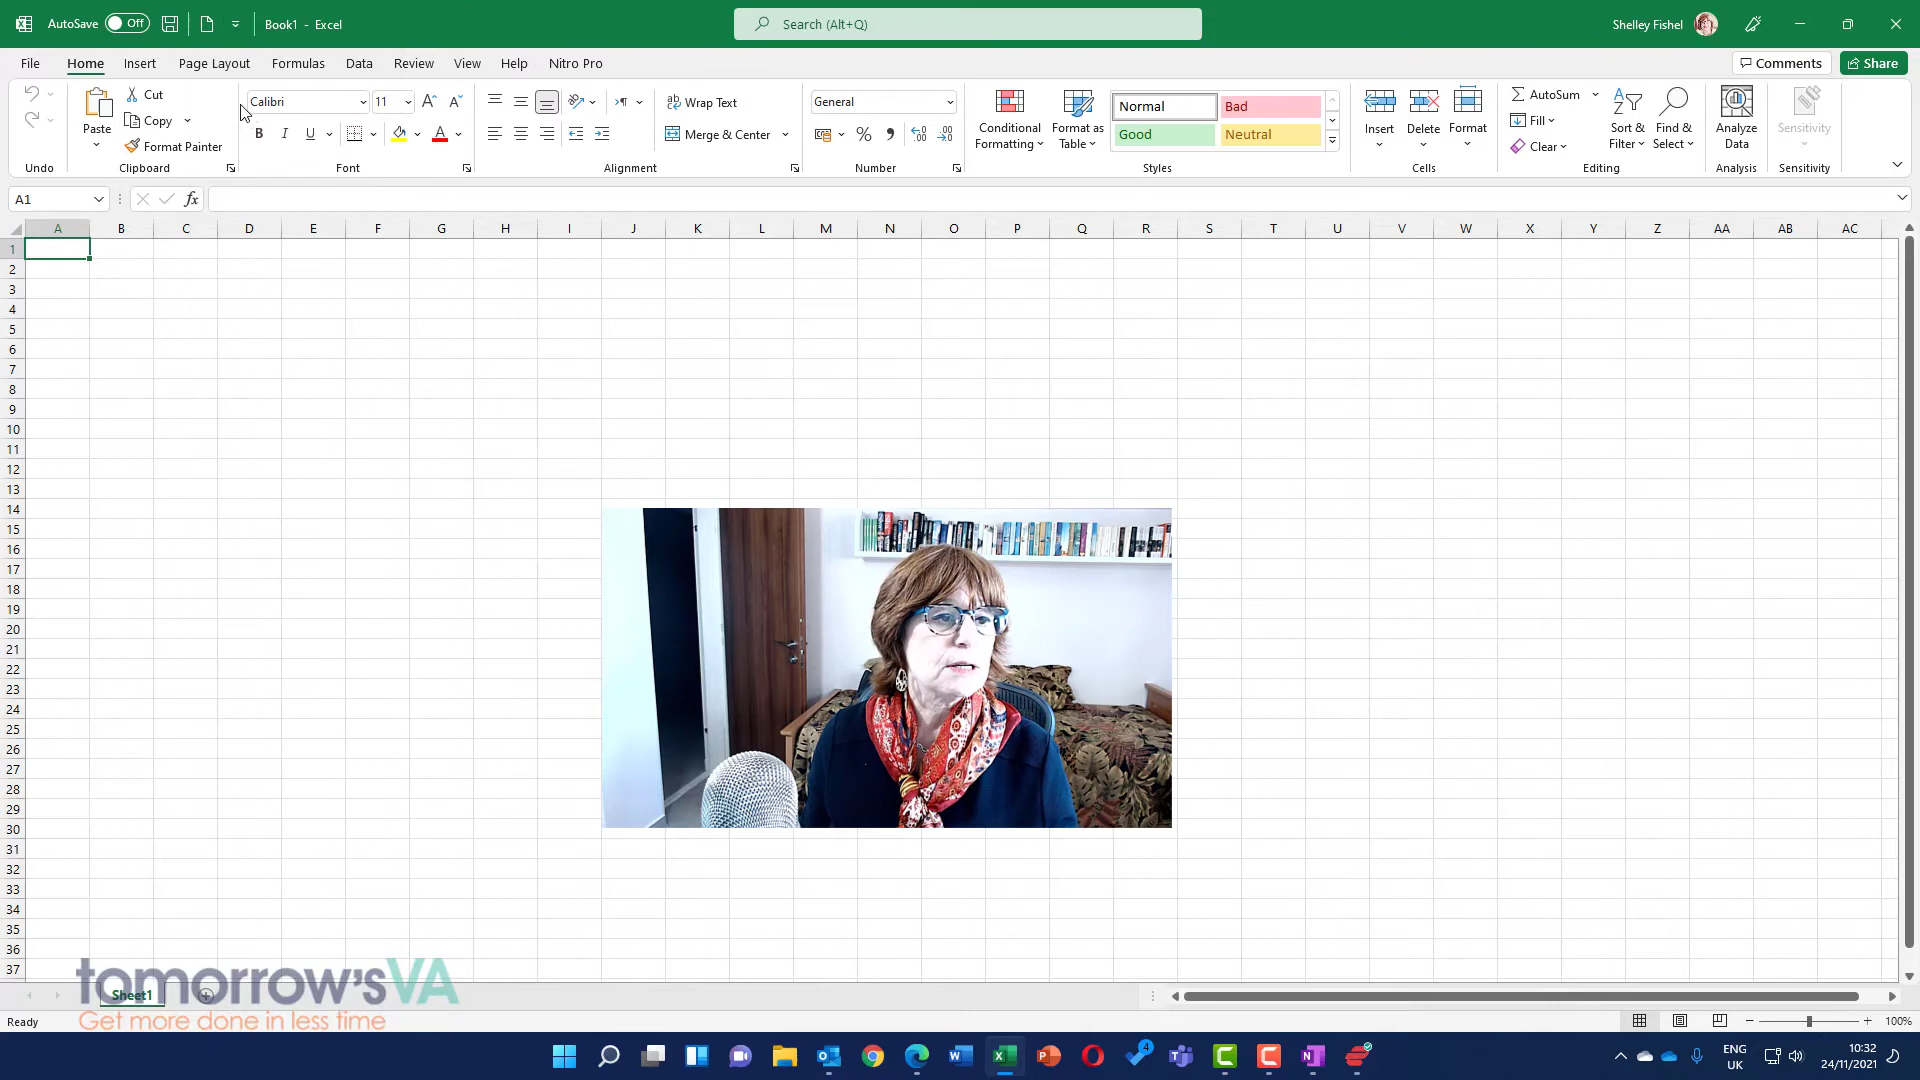 AutoSave Off Book1 - Excel Search (Alt+Q) Shelley Fishel
File Home Insert Page Layout Formulas Data Review View Help Nitro Pro Comments Share
Cut Calibri 11 Wrap Text General Normal Bad AutoSum
Copy Fill
Paste Merge & Center Conditional Formatting Format as Table Good Neutral Insert Delete Format Sort & Filter Find & Select Analyze Data Sensitivity
Format Painter Clear
Undo Clipboard Font Alignment Number Styles Cells Editing Analysis Sensitivity
A1 fx
A B C D E F G H I J K L M N O P Q R S T U V W X Y Z AA AB AC
1
2
3
4
5
6
7
8
9
10
11
12
13
14
15
16
17
18
19
20
21
22
23
24
25
26
27
28
29
30
31
32
33
34
35
36
37
tomorrow'sVA
Sheet1
Get more done in less time
Ready 100%
4 ENG UK 10:32
24/11/2021